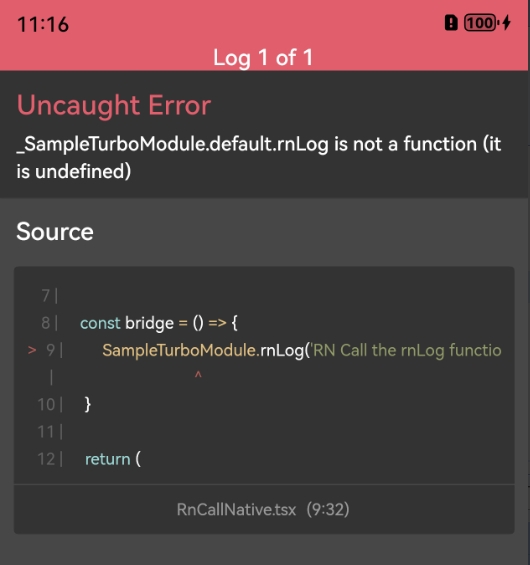 11:16
100
Log 1 of 1
Uncaught Error
_SampleTurboModule.default.rnLog is not a function (it
is undefined)
Source
7|
8| const bridge = () => {
> 9| SampleTurboModule.rnLog('RN Call the rnLog functio
| ^
10| }
11|
12| return (
RnCallNative.tsx (9:32)